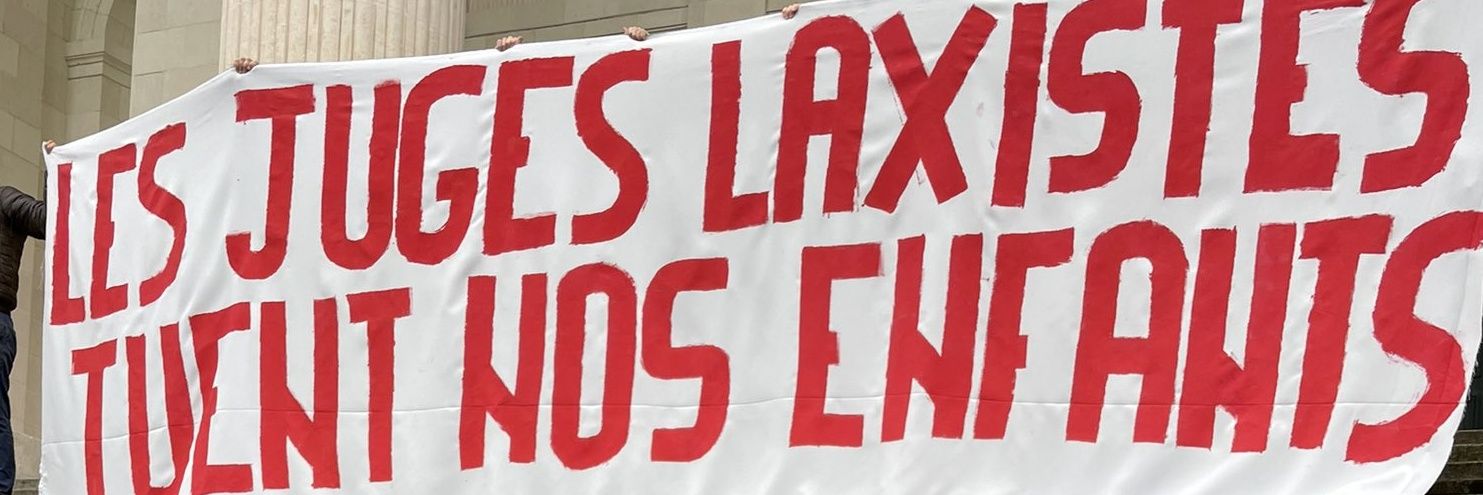 LES JUGES LAXISTES
TUENT NOS ENFANTS